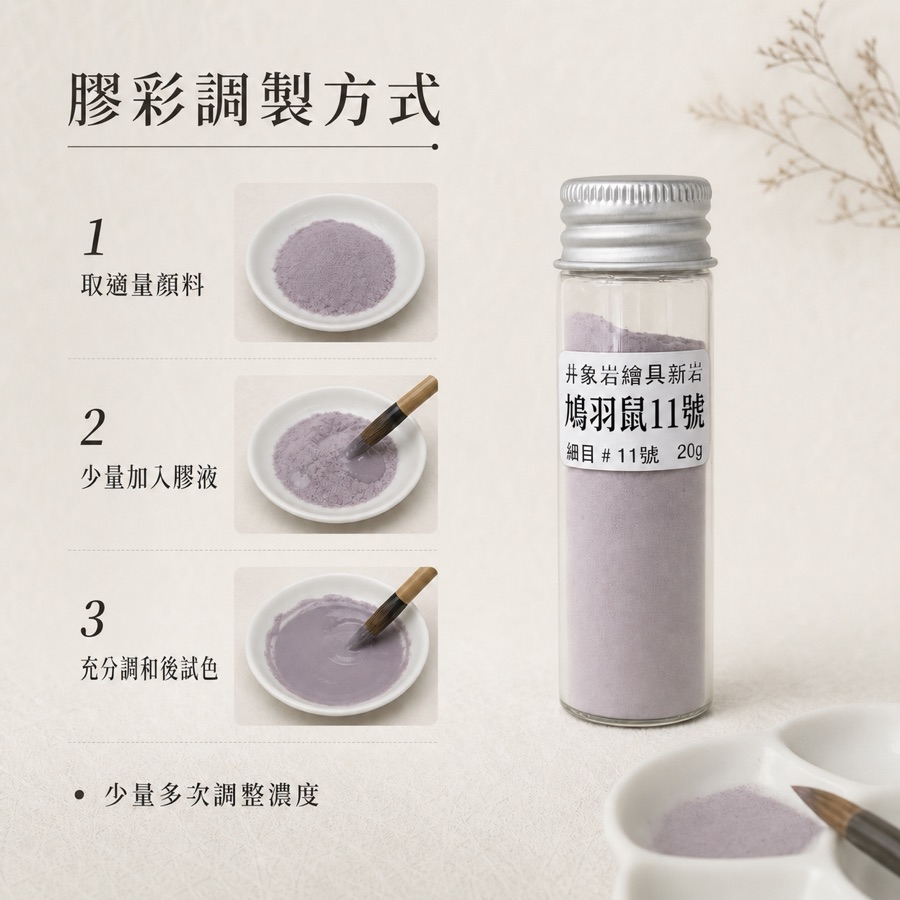 膠彩調製方式
1
取適量顏料
2
少量加入膠液
3
充分調和後試色
• 少量多次調整濃度
井象岩繪具新岩
鳩羽鼠11號
細目 # 11號 20g